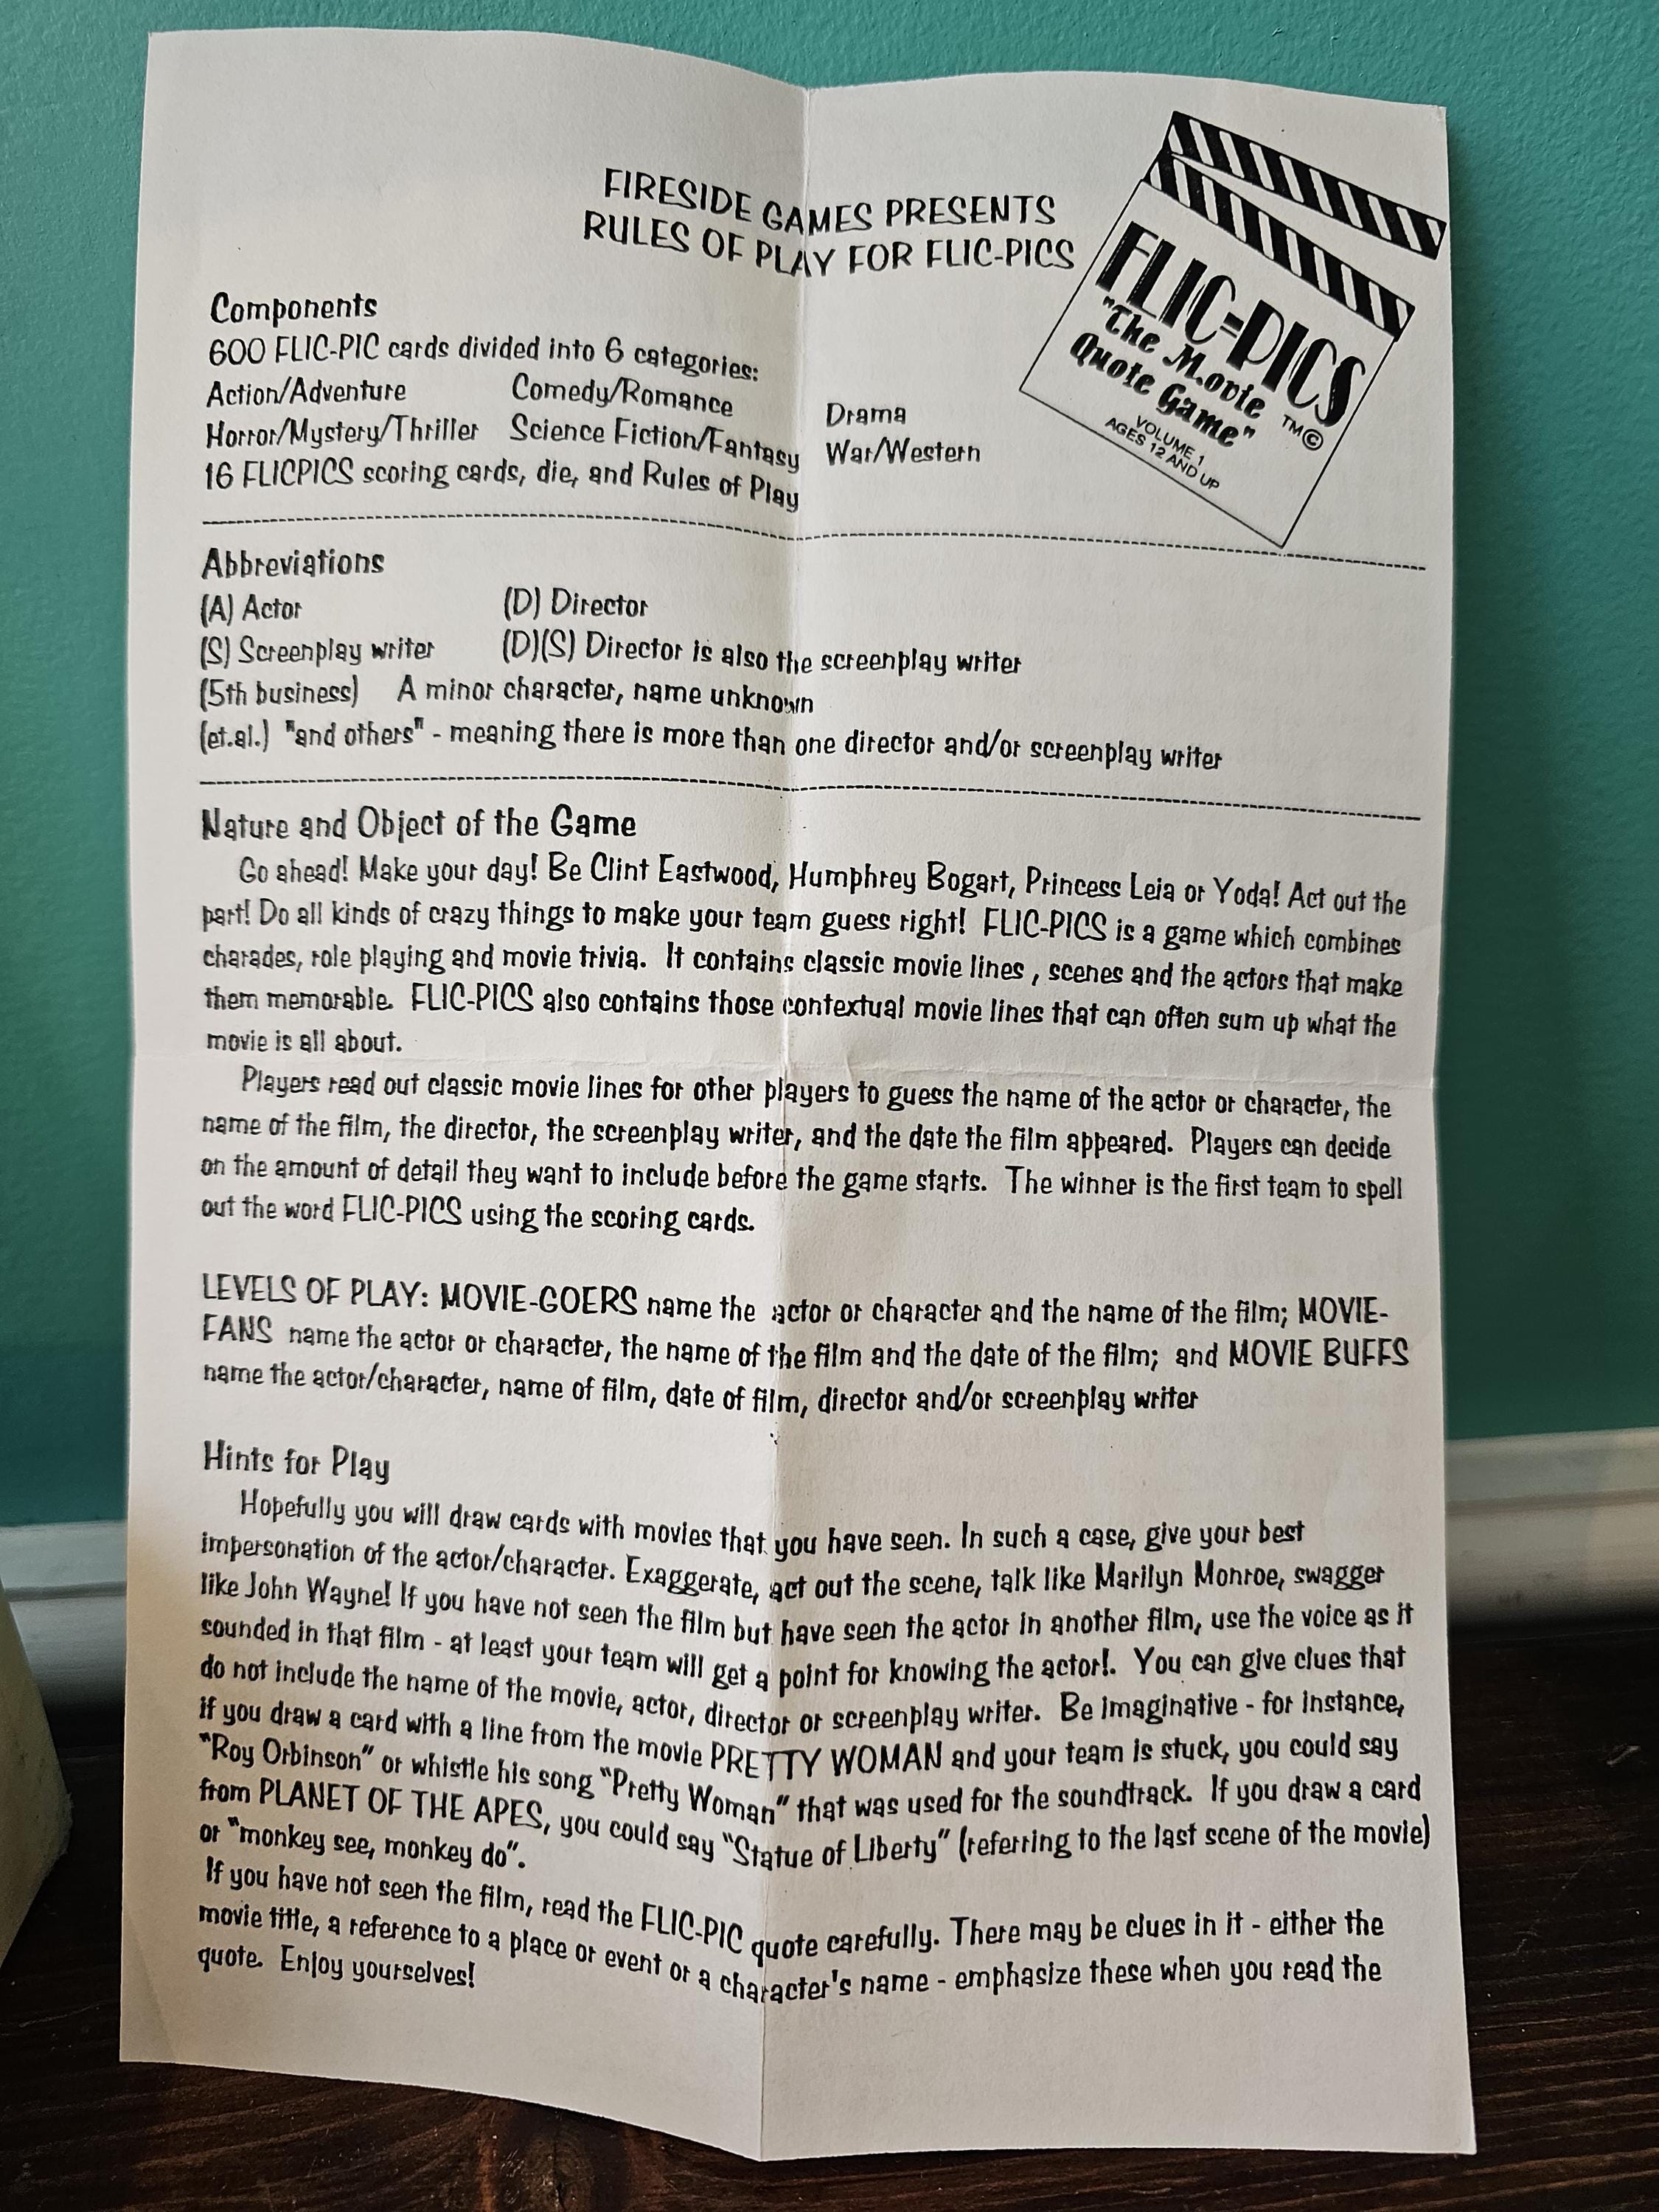 FIRESIDE GAMES PRESENTS
RULES OF PLAY FOR FLIC-PICS
FLIC-PICS
"The Movie
Quote Game" ™©
VOLUME 1
AGES 12 AND UP
Components
600 FLIC-PIC cards divided into 6 categories:
Action/Adventure Comedy/Romance Drama
Horror/Mystery/Thriller Science Fiction/Fantasy War/Western
16 FLICPICS scoring cards, die, and Rules of Play
Abbreviations
(A) Actor (D) Director
(S) Screenplay writer (D)(S) Director is also the screenplay writer
(5th business) A minor character, name unknown
(et.al.) "and others" - meaning there is more than one director and/or screenplay writer
Nature and Object of the Game
Go ahead! Make your day! Be Clint Eastwood, Humphrey Bogart, Princess Leia or Yoda! Act out the
part! Do all kinds of crazy things to make your team guess right! FLIC-PICS is a game which combines
charades, role playing and movie trivia. It contains classic movie lines , scenes and the actors that make
them memorable. FLIC-PICS also contains those contextual movie lines that can often sum up what the
movie is all about.
Players read out classic movie lines for other players to guess the name of the actor or character, the
name of the film, the director, the screenplay writer, and the date the film appeared. Players can decide
on the amount of detail they want to include before the game starts. The winner is the first team to spell
out the word FLIC-PICS using the scoring cards.
LEVELS OF PLAY: MOVIE-GOERS name the actor or character and the name of the film; MOVIE-
FANS name the actor or character, the name of the film and the date of the film; and MOVIE BUFFS
name the actor/character, name of film, date of film, director and/or screenplay writer
Hints for Play
Hopefully you will draw cards with movies that you have seen. In such a case, give your best
impersonation of the actor/character. Exaggerate, act out the scene, talk like Marilyn Monroe, swagger
like John Wayne! If you have not seen the film but have seen the actor in another film, use the voice as it
sounded in that film - at least your team will get a point for knowing the actor!. You can give clues that
do not include the name of the movie, actor, director or screenplay writer. Be imaginative - for instance,
if you draw a card with a line from the movie PRETTY WOMAN and your team is stuck, you could say
"Roy Orbinson" or whistle his song "Pretty Woman" that was used for the soundtrack. If you draw a card
from PLANET OF THE APES, you could say "Statue of Liberty" (referring to the last scene of the movie)
or "monkey see, monkey do".
If you have not seen the film, read the FLIC-PIC quote carefully. There may be clues in it - either the
movie title, a reference to a place or event or a character's name - emphasize these when you read the
quote. Enjoy yourselves!